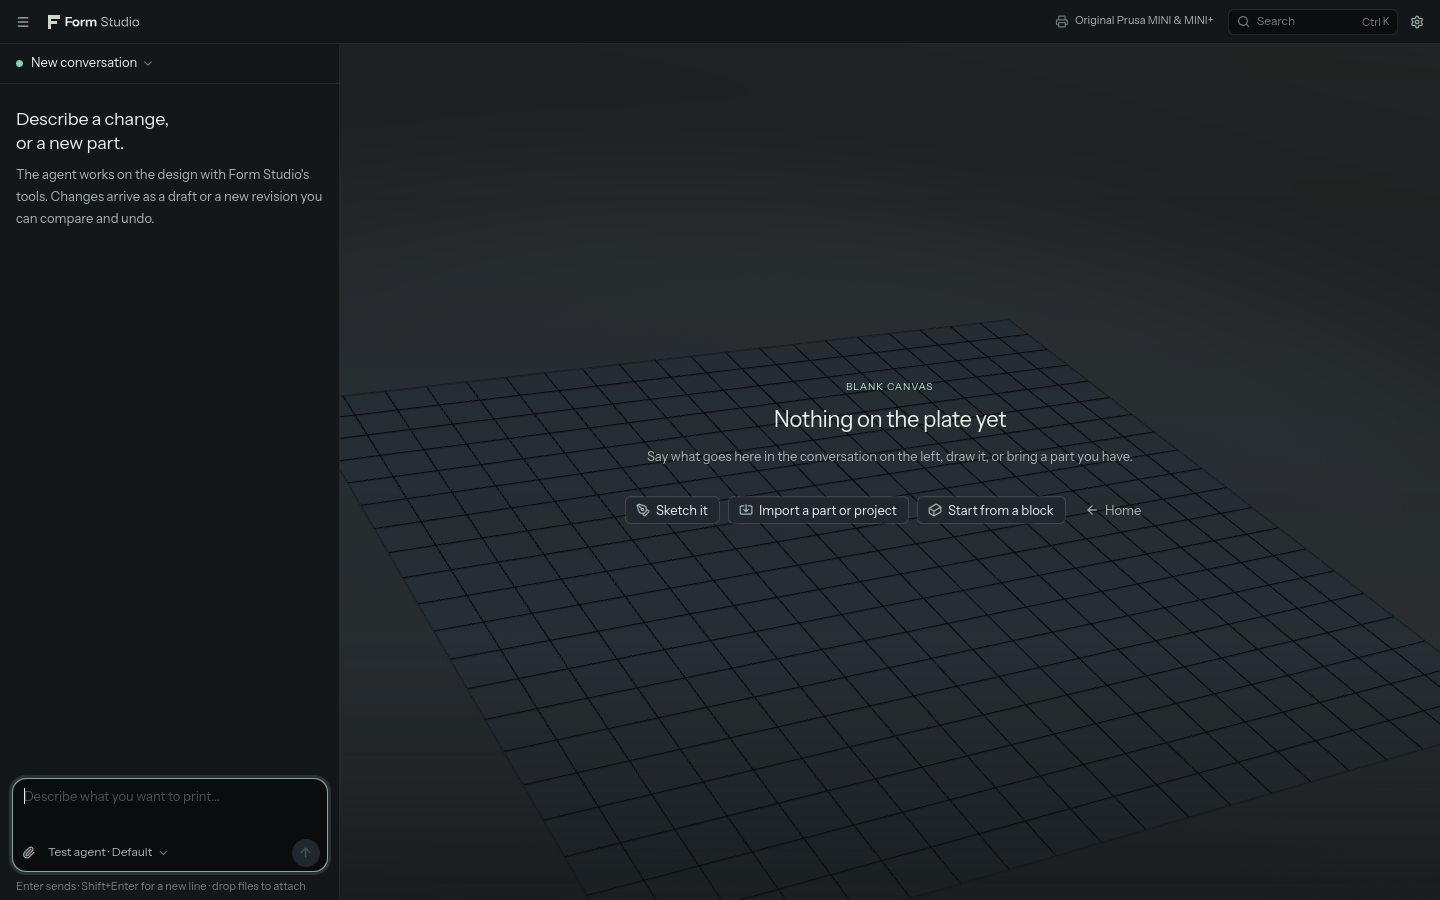 Form Studio
Original Prusa MINI & MINI+
Search
Ctrl K
New conversation
Describe a change,
or a new part.
The agent works on the design with Form Studio's
tools. Changes arrive as a draft or a new revision you
can compare and undo.
BLANK CANVAS
Nothing on the plate yet
Say what goes here in the conversation on the left, draw it, or bring a part you have.
Sketch it
Import a part or project
Start from a block
Home
Describe what you want to print...
Test agent · Default
Enter sends · Shift+Enter for a new line · drop files to attach